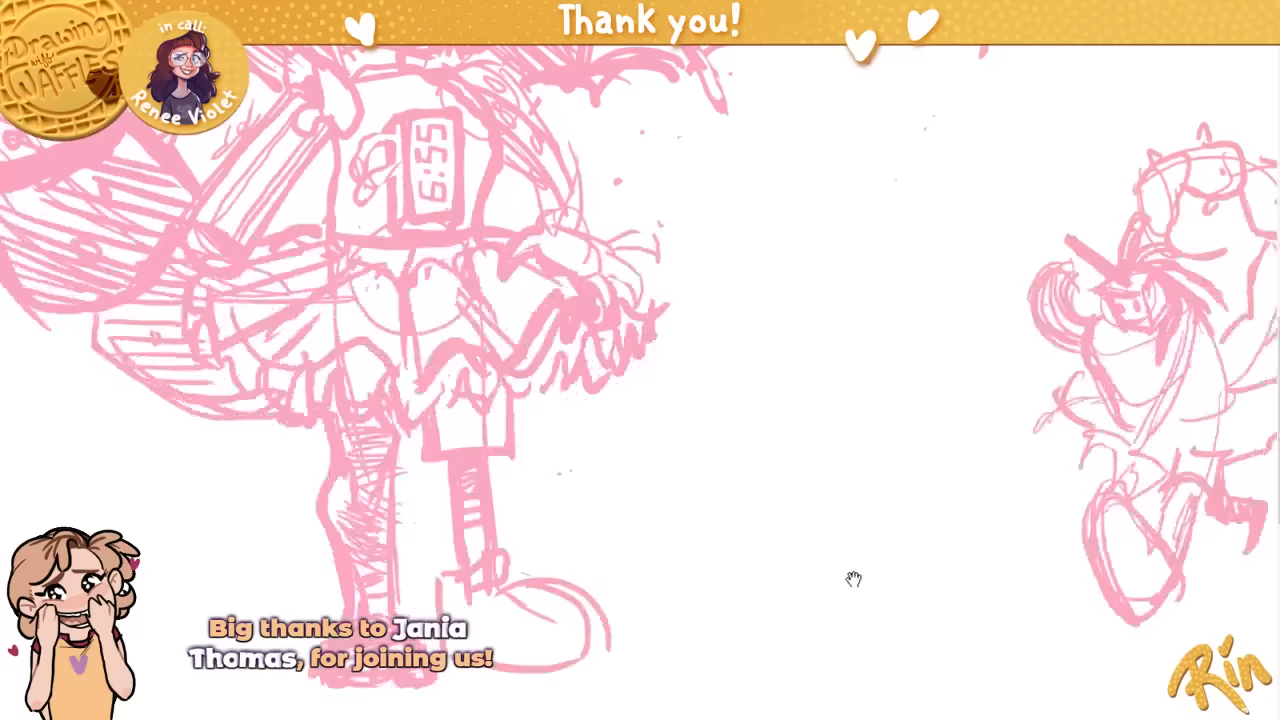 Thank you!
Drawing
with
WAFFLES
in call:
Renee Violet
6:55
Big thanks to Jania
Thomas, for joining us!
Rin